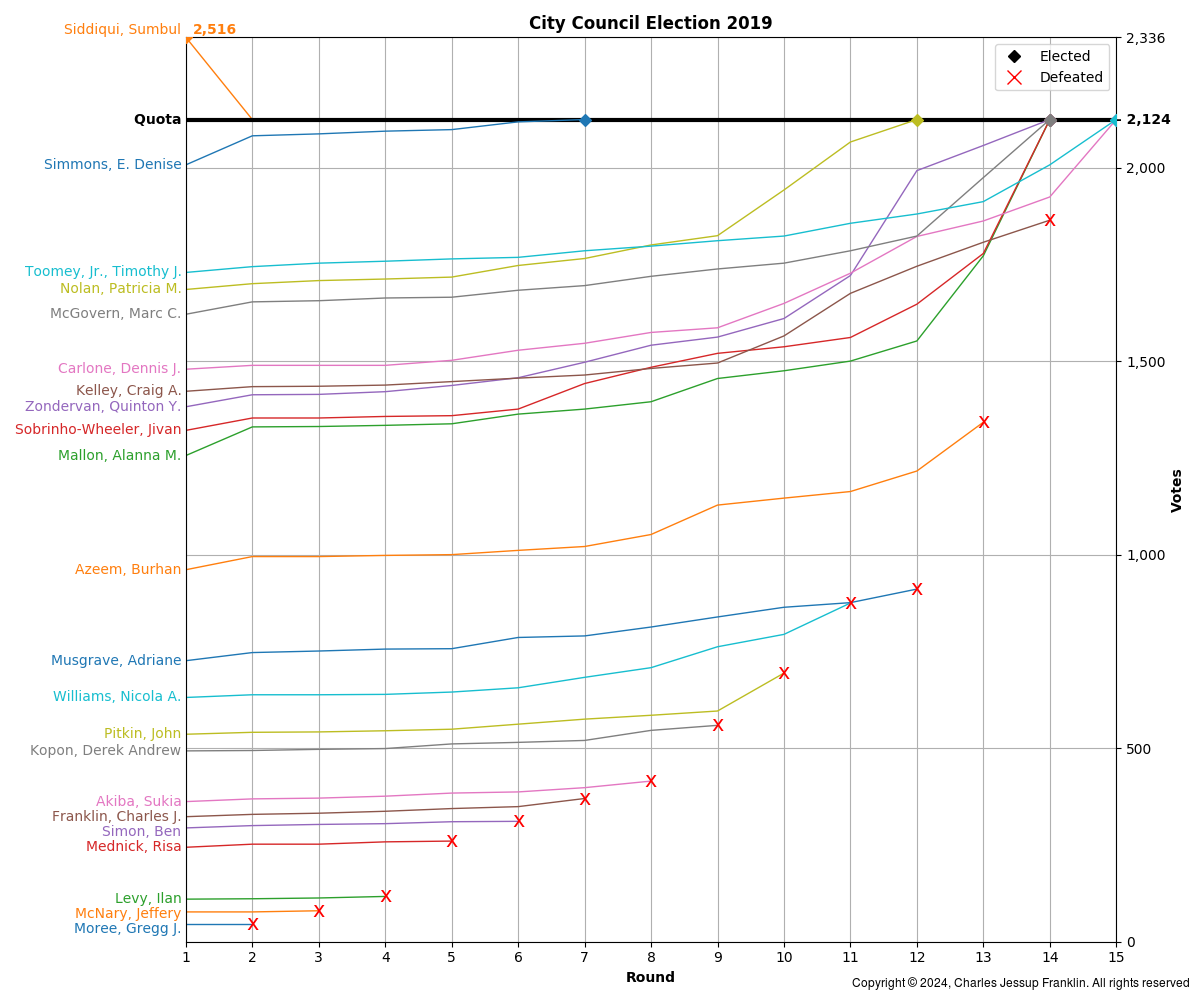 City Council Election 2019
Siddiqui, Sumbul 2,516
2,336
Elected
Defeated
Quota
2,124
Simmons, E. Denise
2,000
Toomey, Jr., Timothy J.
Nolan, Patricia M.
McGovern, Marc C.
Carlone, Dennis J.
1,500
Kelley, Craig A.
Zondervan, Quinton Y.
Sobrinho-Wheeler, Jivan
Mallon, Alanna M.
Votes
1,000
Azeem, Burhan
Musgrave, Adriane
Williams, Nicola A.
Pitkin, John
Kopon, Derek Andrew
500
Akiba, Sukia
Franklin, Charles J.
Simon, Ben
Mednick, Risa
Levy, Ilan
McNary, Jeffery
Moree, Gregg J.
0
1 2 3 4 5 6 7 8 9 10 11 12 13 14 15
Round
Copyright © 2024, Charles Jessup Franklin. All rights reserved